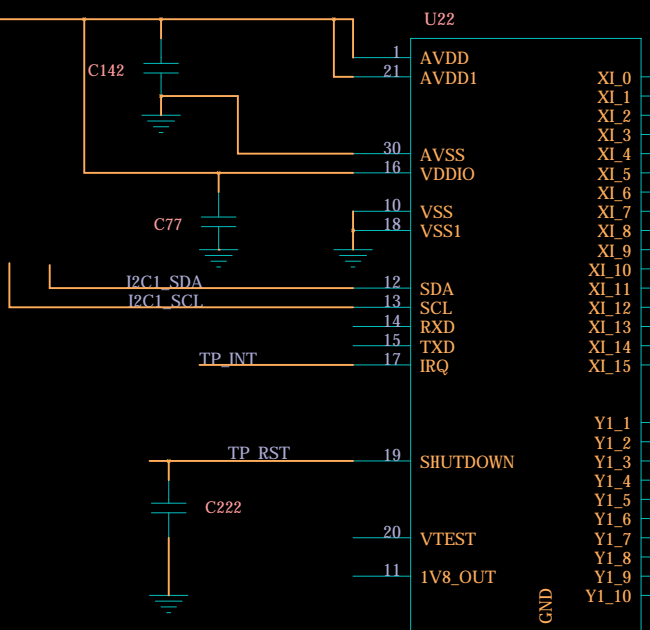 U22
1 AVDD
C142
21 AVDD1 XI_0
XI_1
XI_2
XI_3
30 AVSS XI_4
16 VDDIO XI_5
XI_6
10 VSS XI_7
C77
18 VSS1 XI_8
XI_9
XI_10
I2C1_SDA 12 SDA XI_11
I2C1_SCL 13 SCL XI_12
14 RXD XI_13
15 TXD XI_14
TP_INT 17 IRQ XI_15
Y1_1
Y1_2
TP_RST 19 SHUTDOWN Y1_3
Y1_4
C222
Y1_5
Y1_6
20 VTEST Y1_7
Y1_8
11 1V8_OUT Y1_9
Y1_10
GND